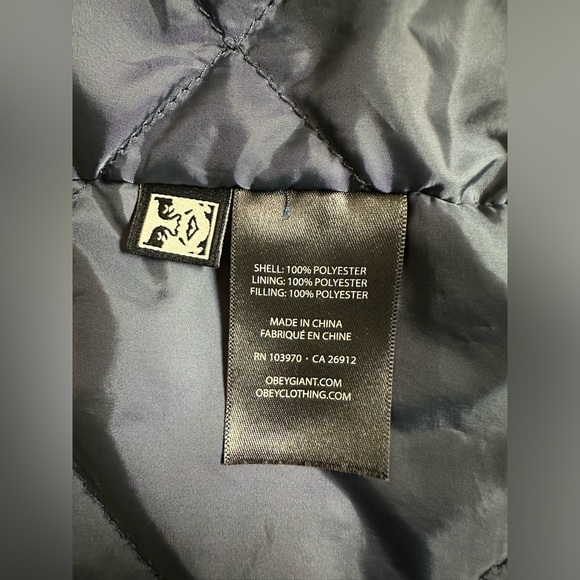 SHELL: 100% POLYESTER
LINING: 100% POLYESTER
FILLING: 100% POLYESTER
MADE IN CHINA
FABRIQUÉ EN CHINE
RN 103970 · CA 26912
OBEYGIANT.COM
OBEYCLOTHING.COM